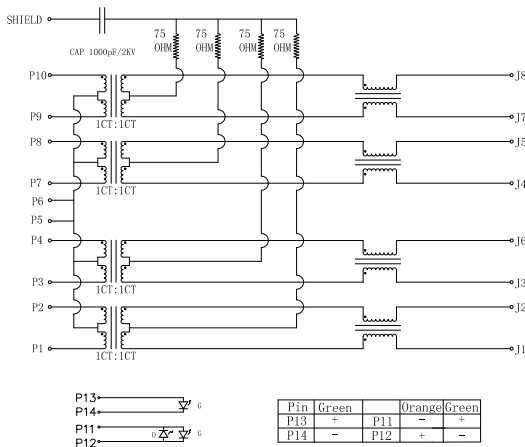 SHIELD
CAP 1000pF/2KV
75 OHM
75 OHM
75 OHM
75 OHM
P10
J8
P9
J7
1CT:1CT
P8
J5
P7
J4
1CT:1CT
P6
P5
P4
J6
P3
J3
1CT:1CT
P2
J2
P1
J1
1CT:1CT
P13
P14
G
P11
P12
O
G
Pin Green Orange Green
P13 + P11 - +
P14 - P12 + -